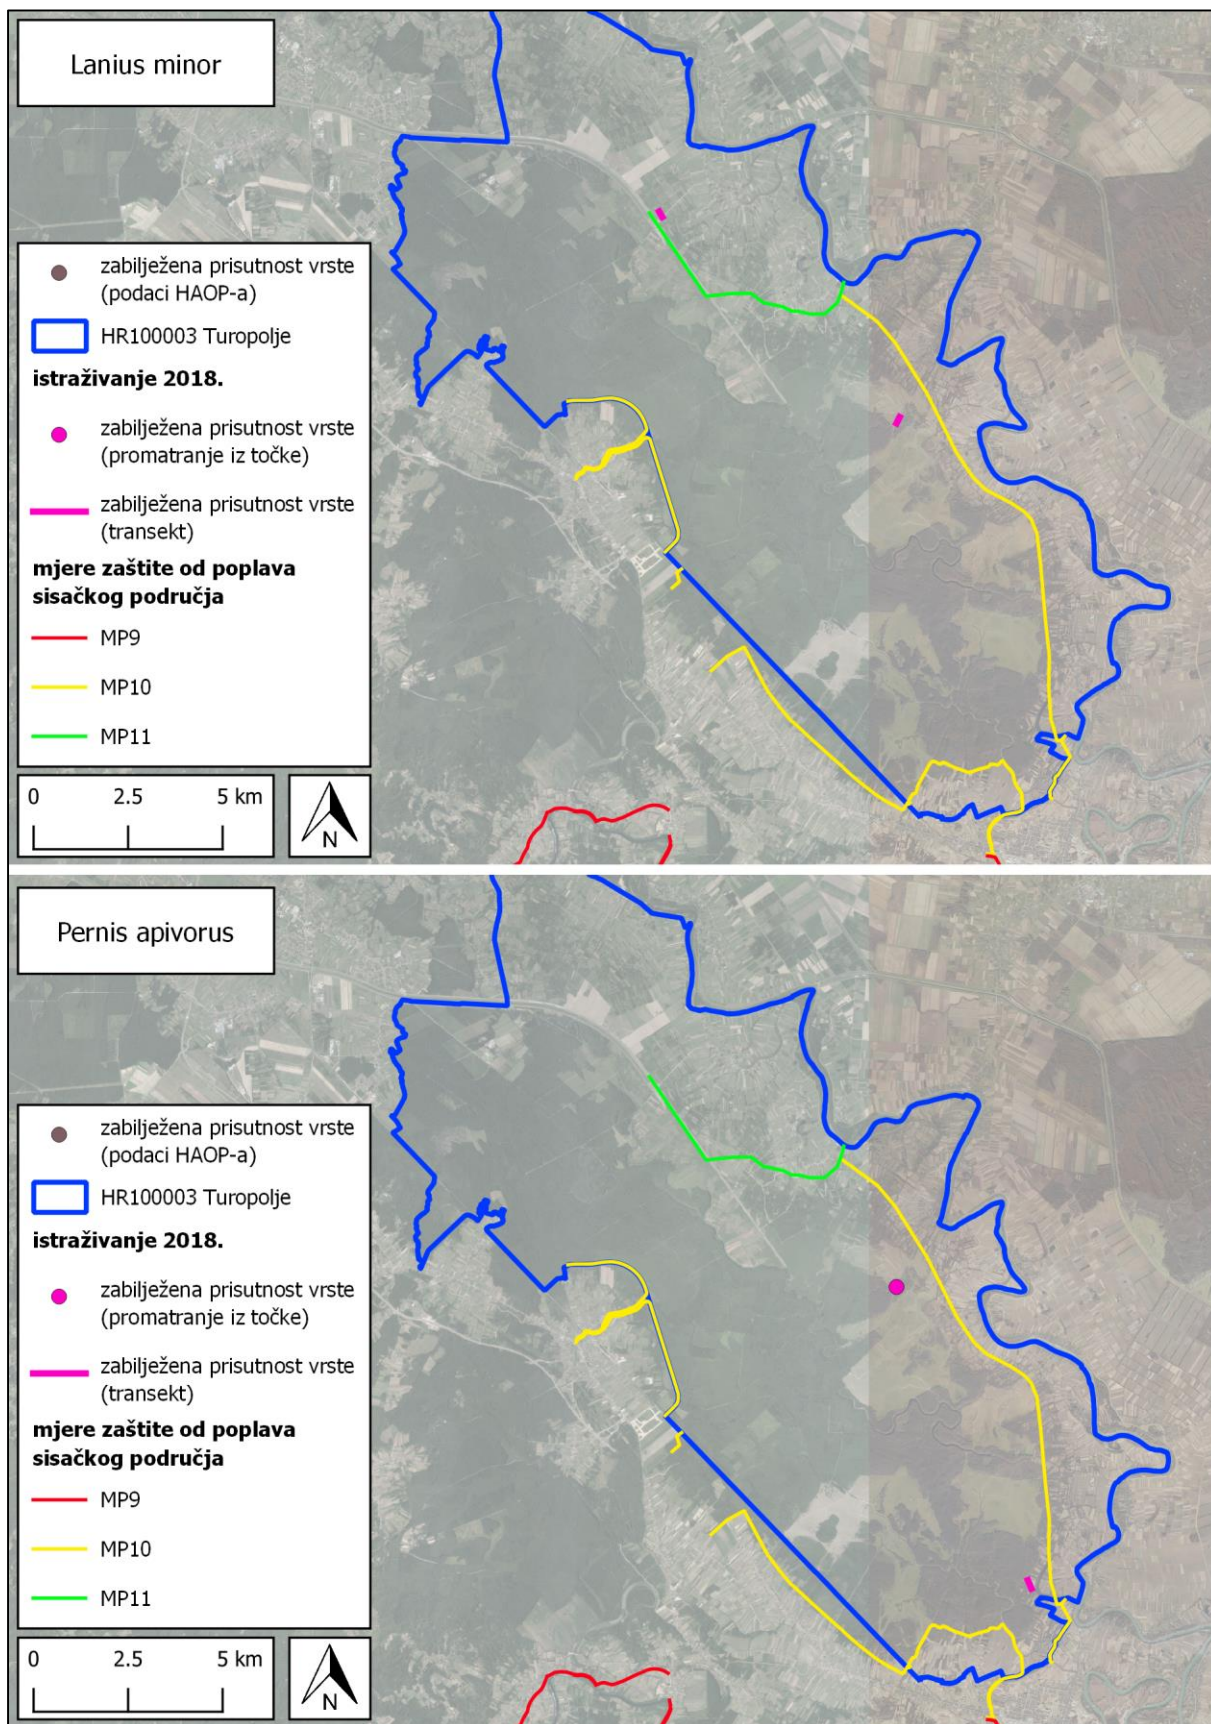 Lanius minor
zabilježena prisutnost vrste
(podaci HAOP-a)
HR100003 Turopolje
istraživanje 2018.
zabilježena prisutnost vrste
(promatranje iz točke)
zabilježena prisutnost vrste
(transekt)
mjere zaštite od poplava
sisačkog područja
MP9
MP10
MP11
0 2.5 5 km
N
Pernis apivorus
zabilježena prisutnost vrste
(podaci HAOP-a)
HR100003 Turopolje
istraživanje 2018.
zabilježena prisutnost vrste
(promatranje iz točke)
zabilježena prisutnost vrste
(transekt)
mjere zaštite od poplava
sisačkog područja
MP9
MP10
MP11
0 2.5 5 km
N